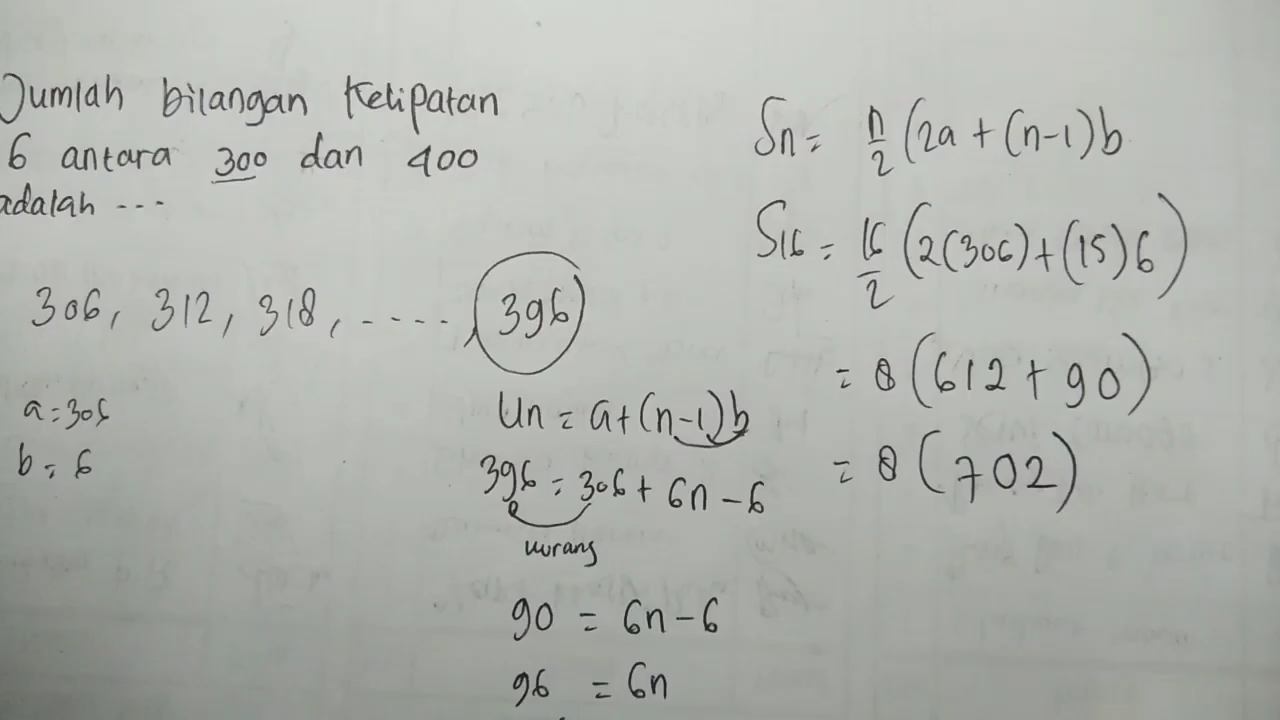 Jumlah bilangan Kelipatan
6 antara 300 dan 400
adalah ---
306, 312, 318, ....., 396
a = 306
b = 6
Un = a + (n-1)b
396 = 306 + 6n - 6
kurang
90 = 6n - 6
96 = 6n
Sn = n/2 (2a + (n-1)b
S16 = 16/2 (2(306) + (15)6)
= 8 (612 + 90)
= 8 (702)